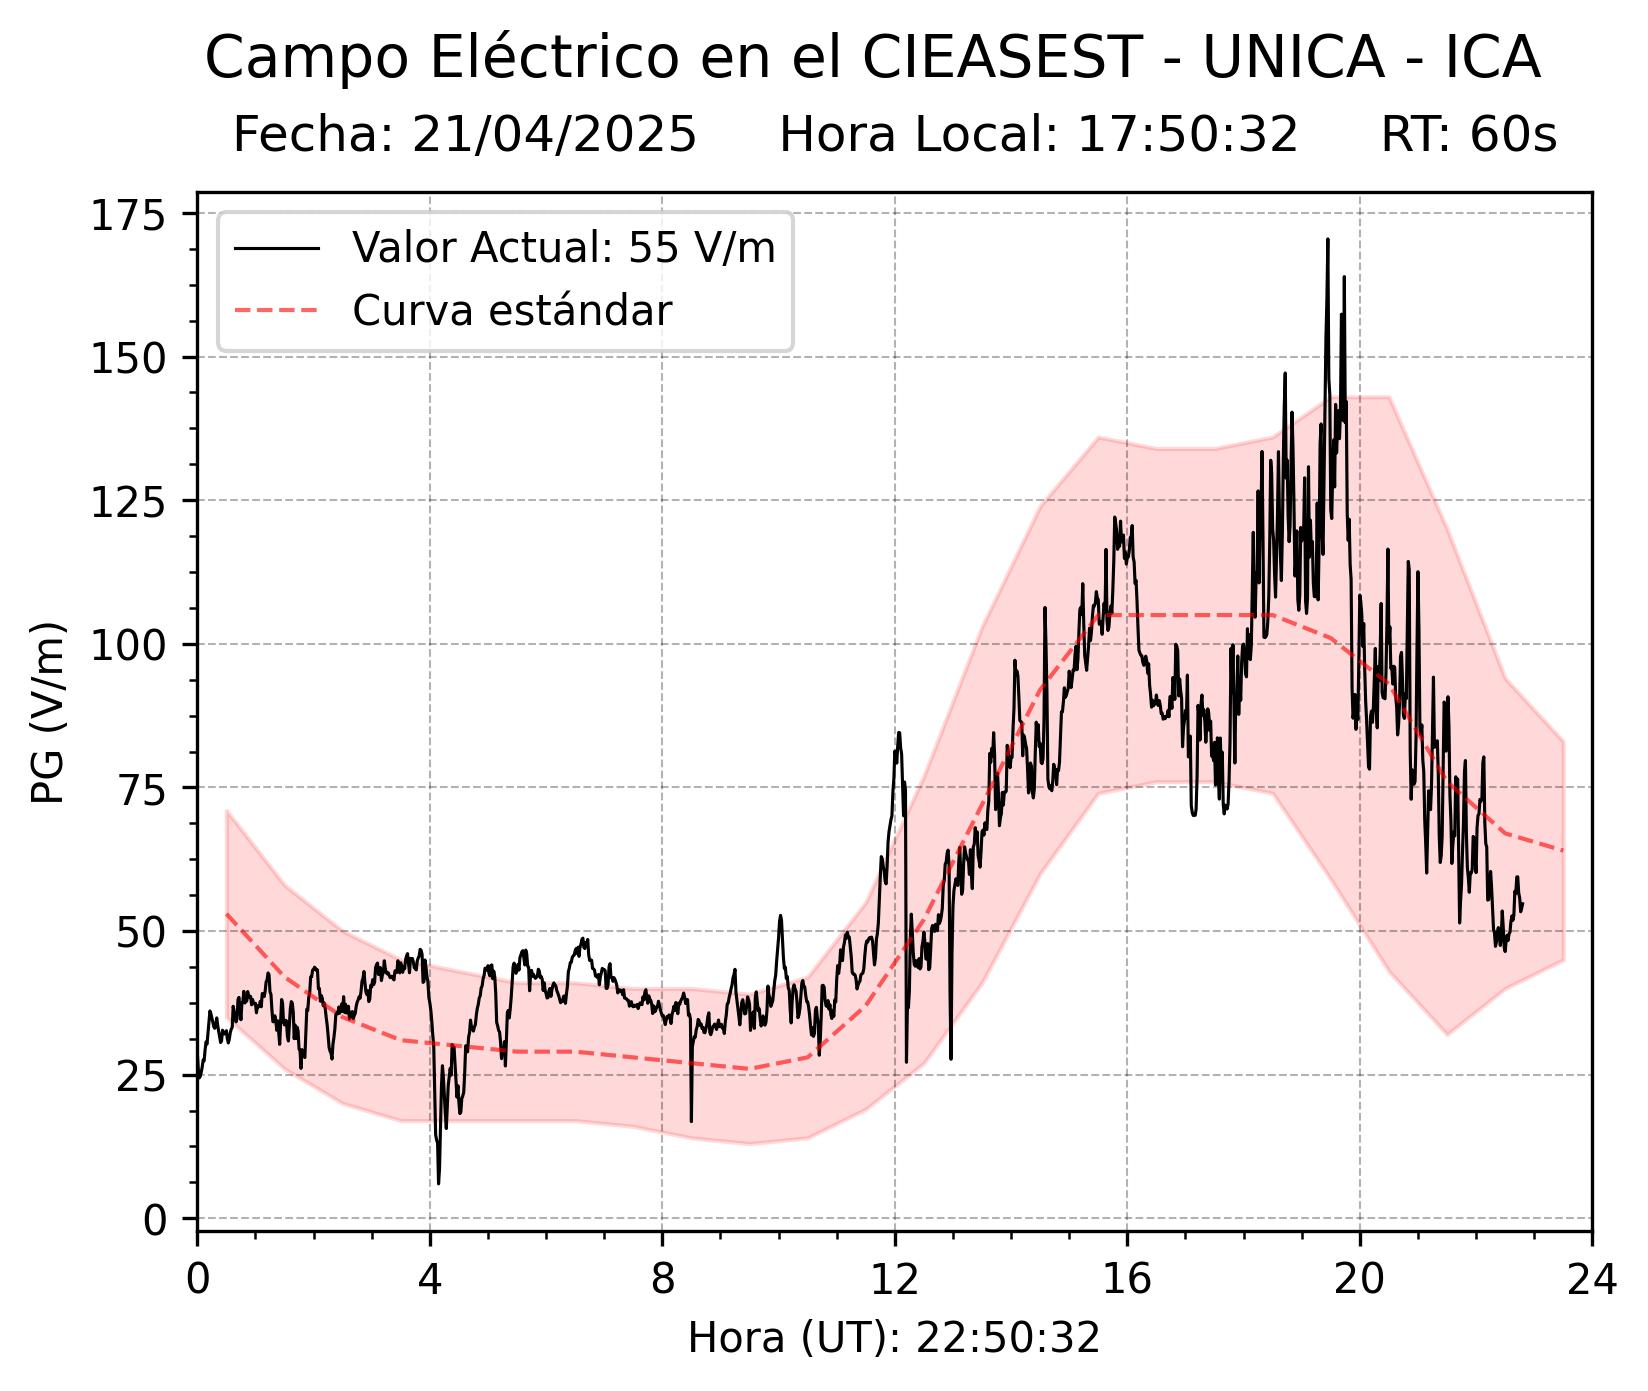 Campo Eléctrico en el CIEASEST - UNICA - ICA
Fecha: 21/04/2025 Hora Local: 17:50:32 RT: 60s
Valor Actual: 55 V/m
Curva estándar
175
150
125
100
75
50
25
0
PG (V/m)
0 4 8 12 16 20 24
Hora (UT): 22:50:32